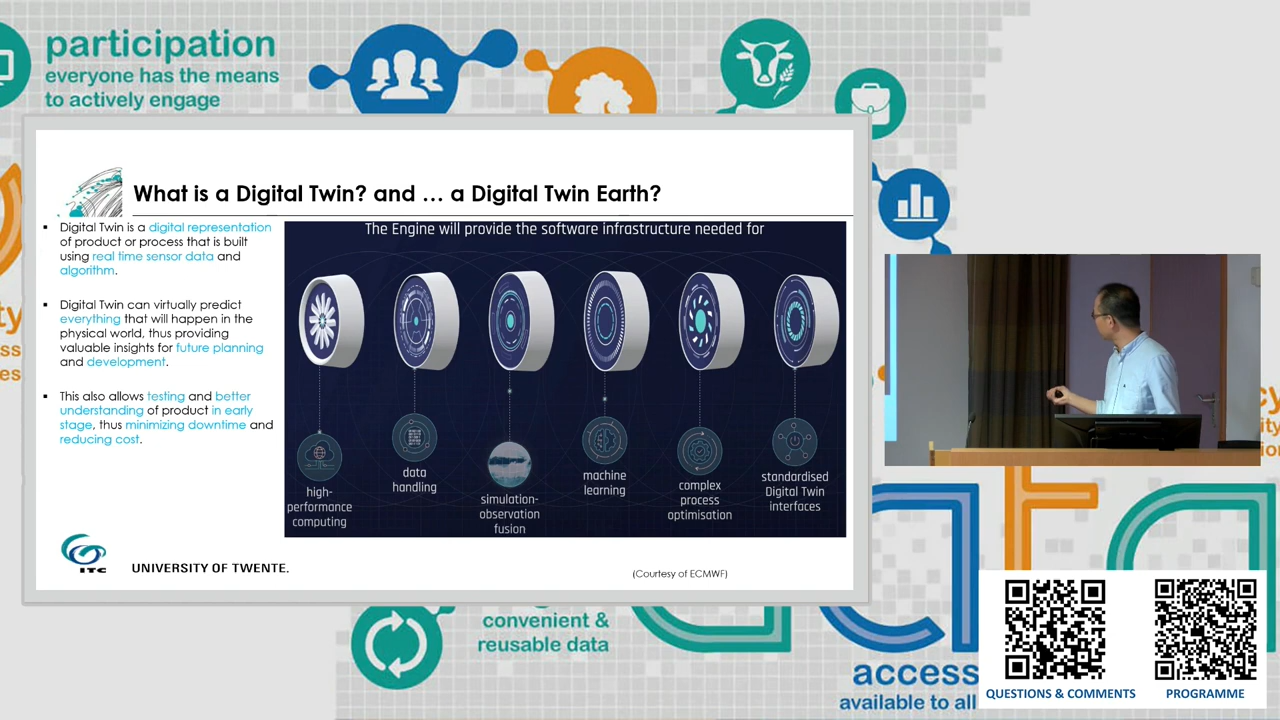 participation
everyone has the means
to actively engage
What is a Digital Twin? and … a Digital Twin Earth?
▪ Digital Twin is a digital representation
of product or process that is built
using real time sensor data and
algorithm.
▪ Digital Twin can virtually predict
everything that will happen in the
physical world, thus providing
valuable insights for future planning
and development.
▪ This also allows testing and better
understanding of product in early
stage, thus minimizing downtime and
reducing cost.
The Engine will provide the software infrastructure needed for
high-
performance
computing
data
handling
simulation-
observation
fusion
machine
learning
complex
process
optimisation
standardised
Digital Twin
interfaces
ITC
UNIVERSITY OF TWENTE.
(Courtesy of ECMWF)
convenient &
reusable data
access
available to all
QUESTIONS & COMMENTS
PROGRAMME